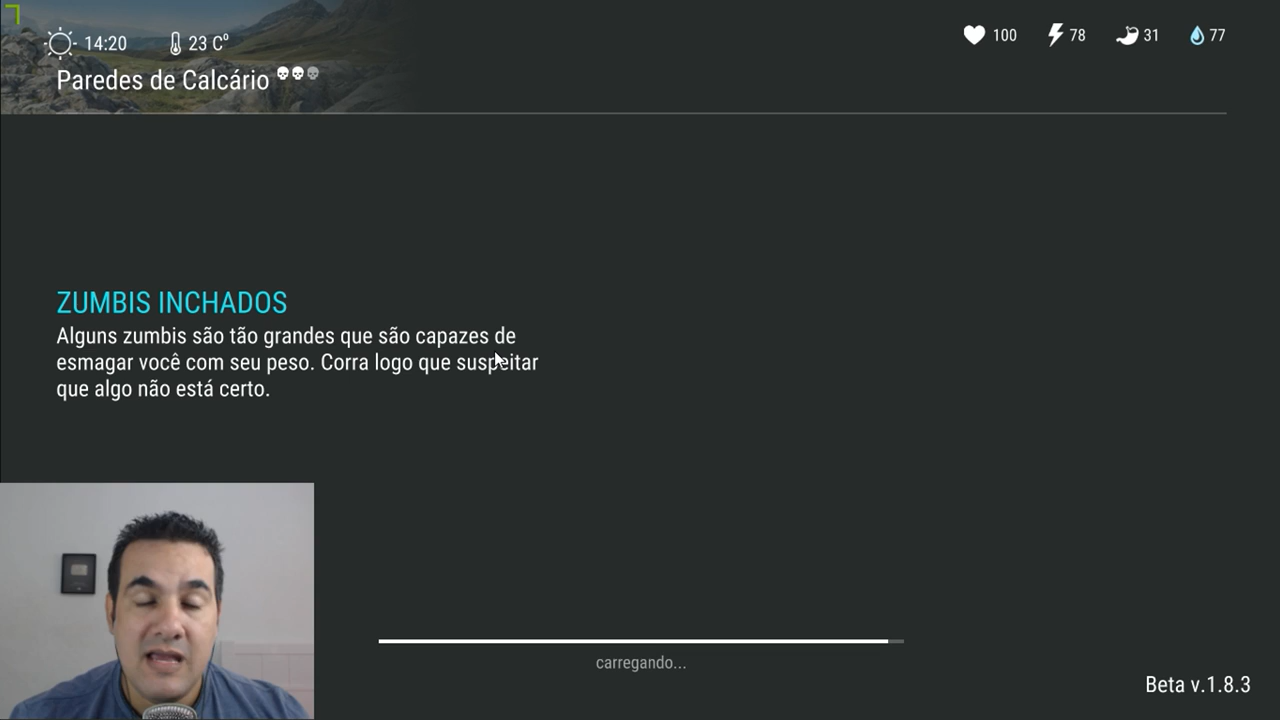 14:20 23 Cº
100 78 31 77
Paredes de Calcário
ZUMBIS INCHADOS
Alguns zumbis são tão grandes que são capazes de
esmagar você com seu peso. Corra logo que suspeitar
que algo não está certo.
carregando...
Beta v.1.8.3